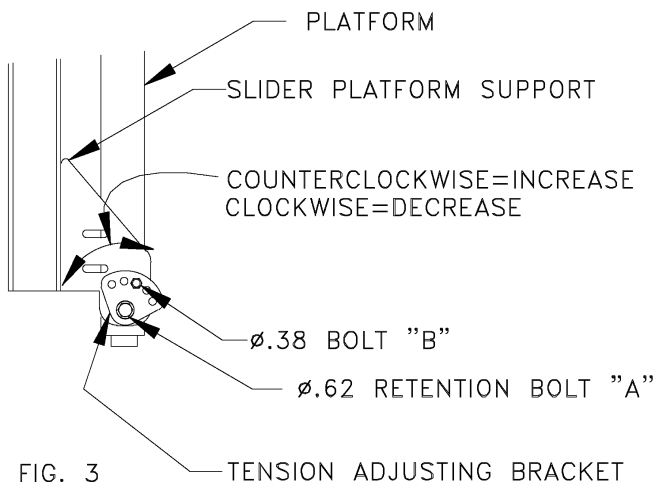 PLATFORM
SLIDER PLATFORM SUPPORT
COUNTERCLOCKWISE=INCREASE
CLOCKWISE=DECREASE
Ø.38 BOLT "B"
Ø.62 RETENTION BOLT "A"
TENSION ADJUSTING BRACKET
FIG. 3